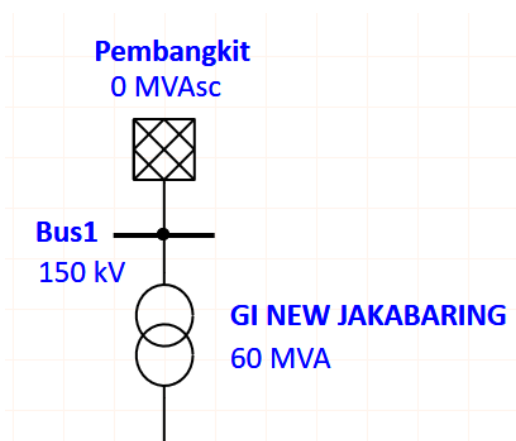 Pembangkit
0 MVAsc
Bus1
150 kV
GI NEW JAKABARING
60 MVA